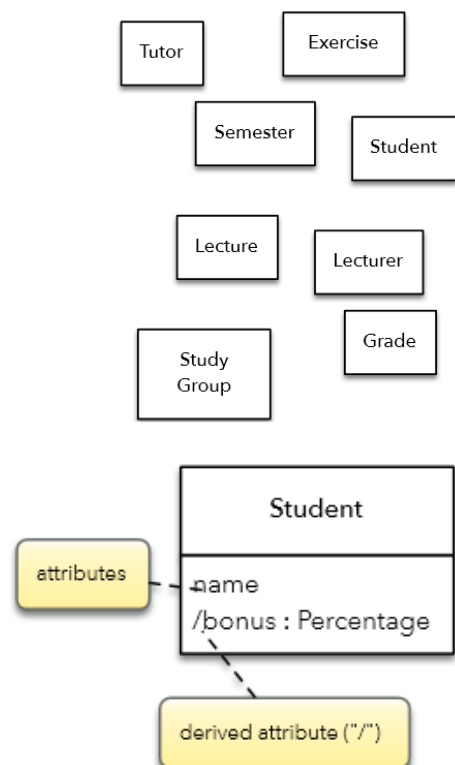 Tutor
Exercise
Semester
Student
Lecture
Lecturer
Grade
Study
Group
Student
attributes
name
/bonus : Percentage
derived attribute ("/")